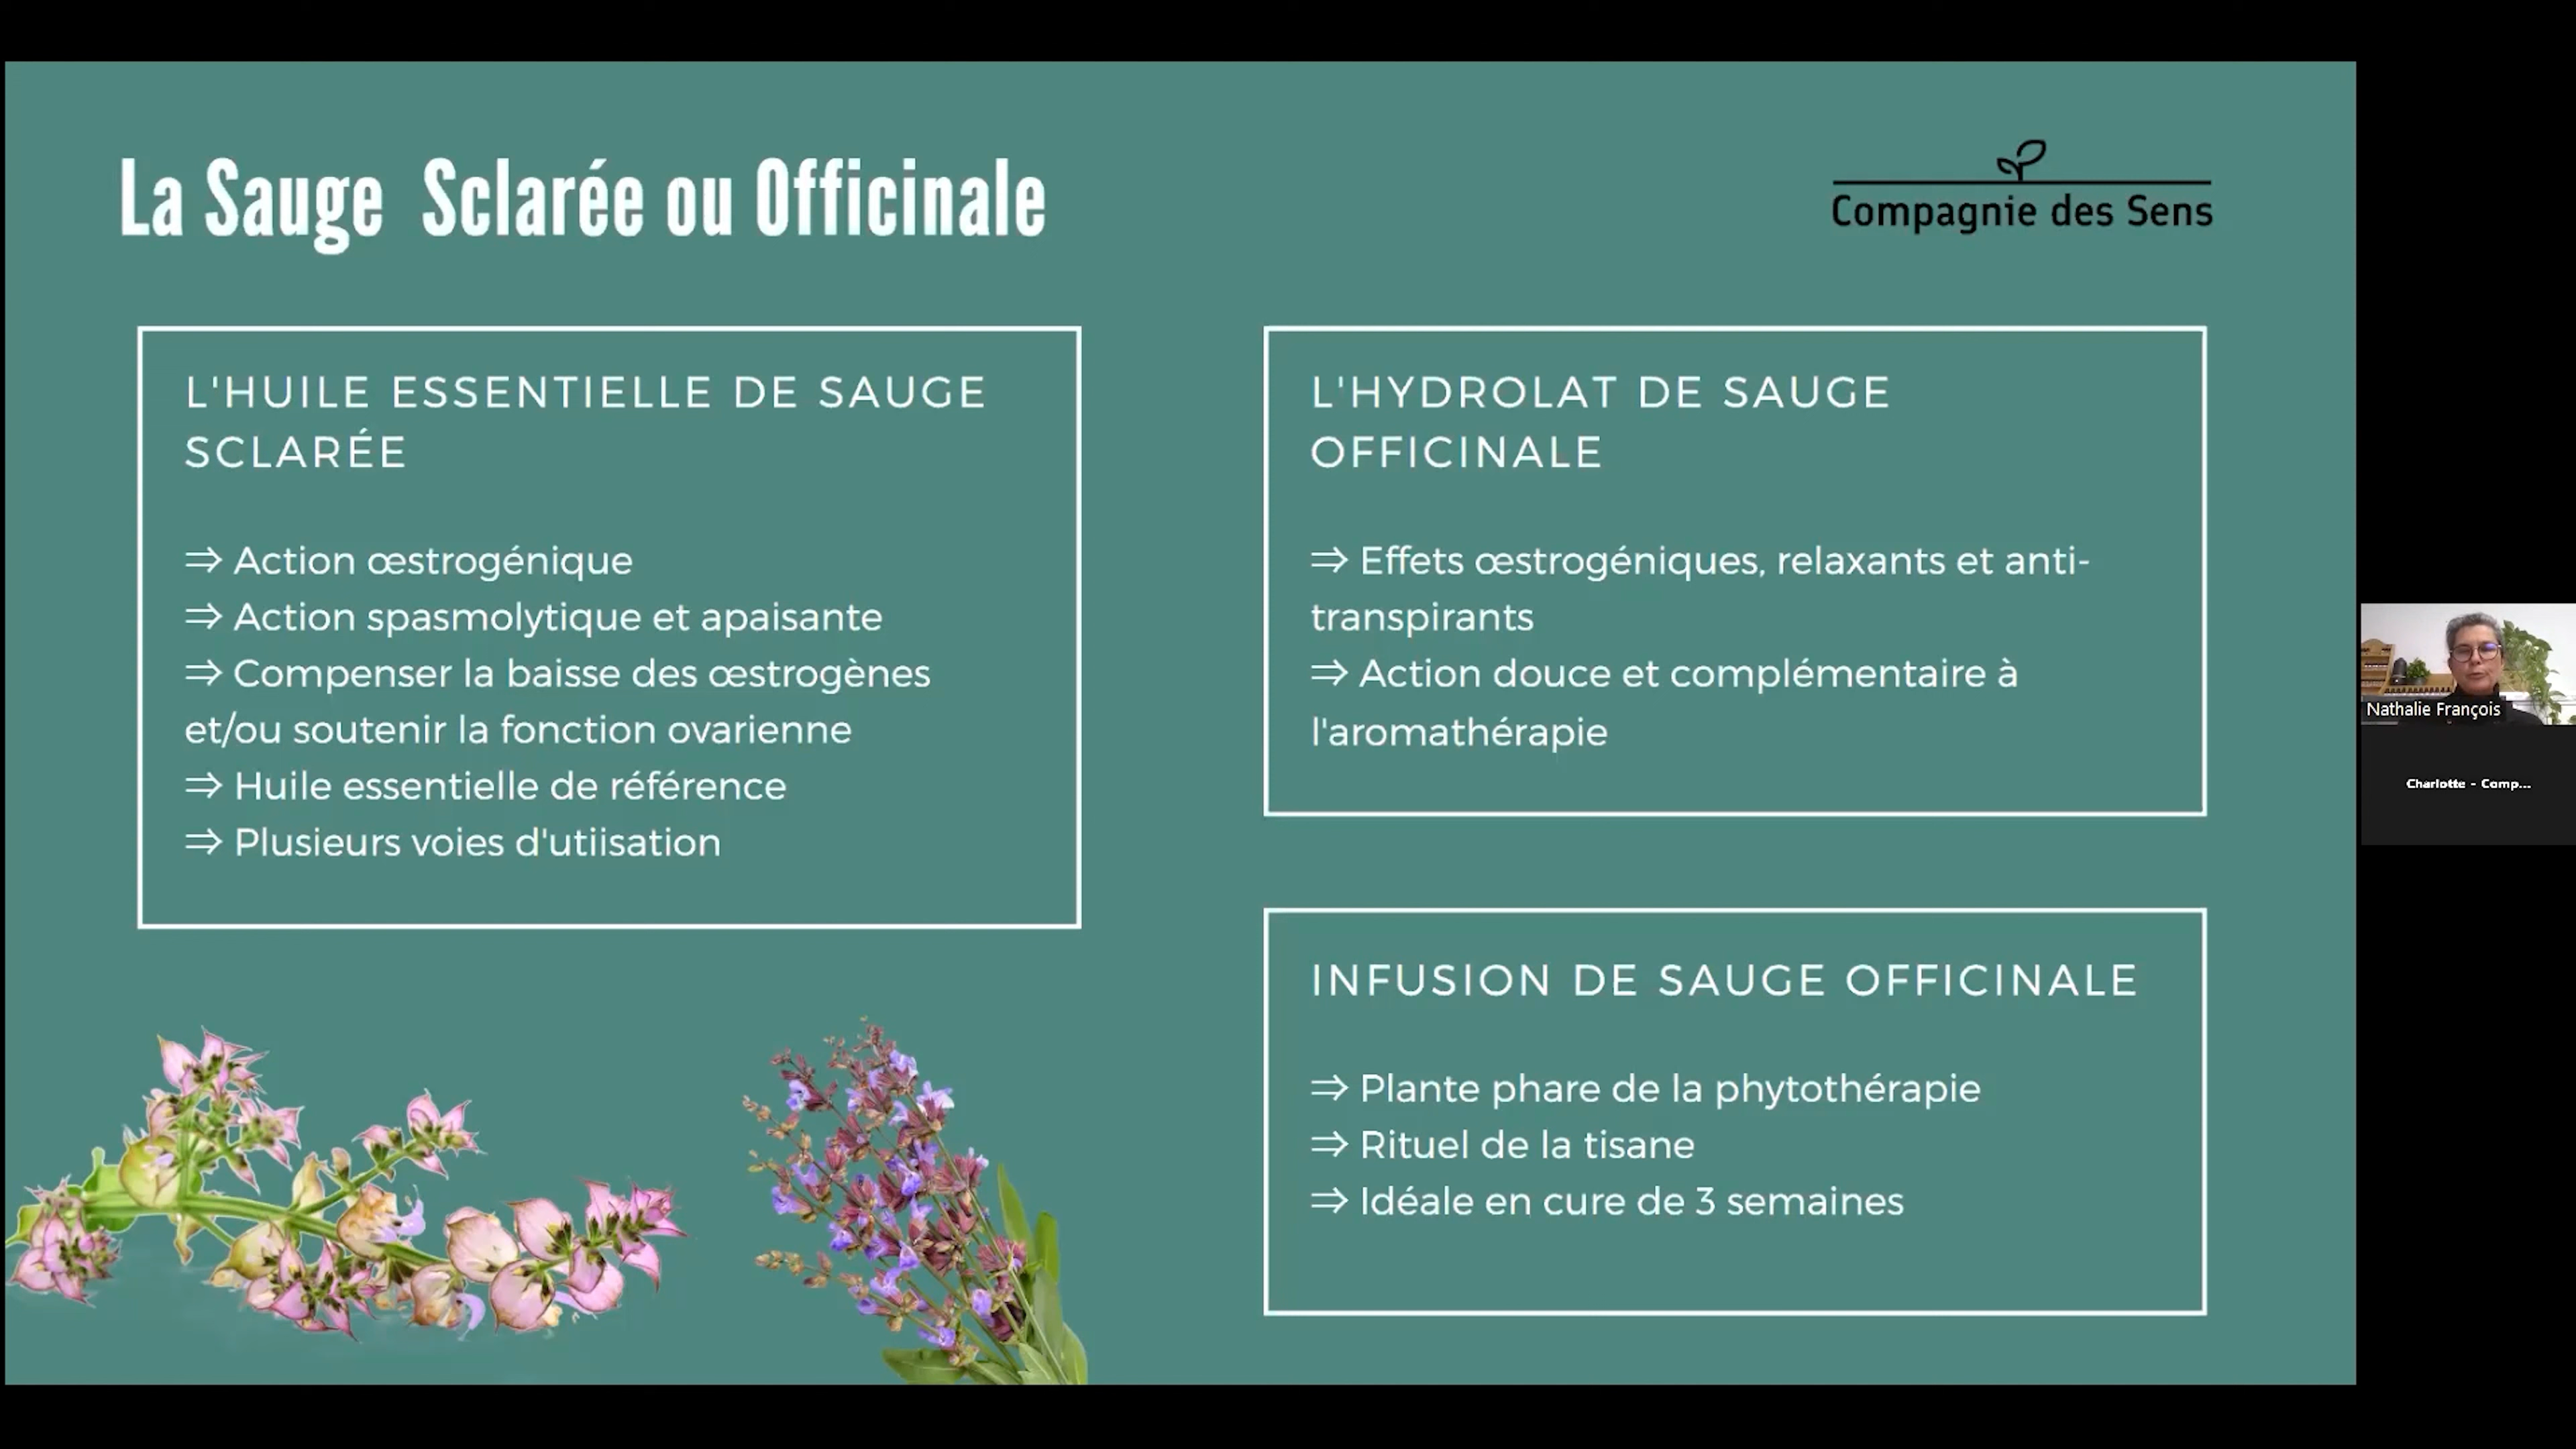 La Sauge  Sclarée ou Officinale
Compagnie des Sens
L'HUILE ESSENTIELLE DE SAUGE
SCLARÉE
⇒ Action œstrogénique
⇒ Action spasmolytique et apaisante
⇒ Compenser la baisse des œstrogènes
et/ou soutenir la fonction ovarienne
⇒ Huile essentielle de référence
⇒ Plusieurs voies d'utiisation
L'HYDROLAT DE SAUGE
OFFICINALE
⇒ Effets œstrogéniques, relaxants et anti-
transpirants
⇒ Action douce et complémentaire à
l'aromathérapie
INFUSION DE SAUGE OFFICINALE
⇒ Plante phare de la phytothérapie
⇒ Rituel de la tisane
⇒ Idéale en cure de 3 semaines
Nathalie François
Charlotte - Comp...